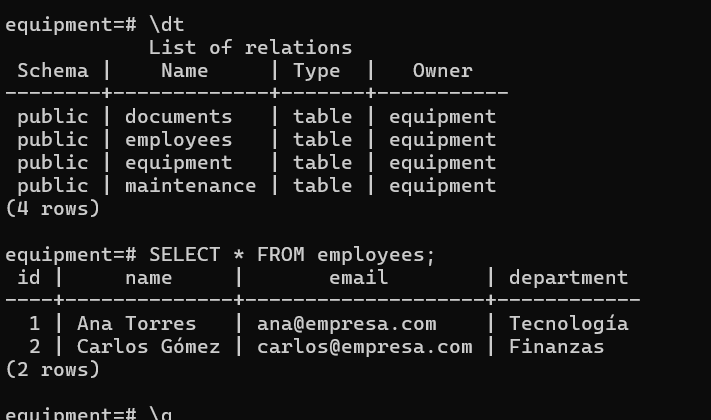 equipment=# \dt
List of relations
Schema | Name | Type | Owner
--------+-------------+-------+-----------
public | documents | table | equipment
public | employees | table | equipment
public | equipment | table | equipment
public | maintenance | table | equipment
(4 rows)
equipment=# SELECT * FROM employees;
id | name | email | department
----+--------------+--------------------+------------
1 | Ana Torres | ana@empresa.com | Tecnología
2 | Carlos Gómez | carlos@empresa.com | Finanzas
(2 rows)
equipment=# \q